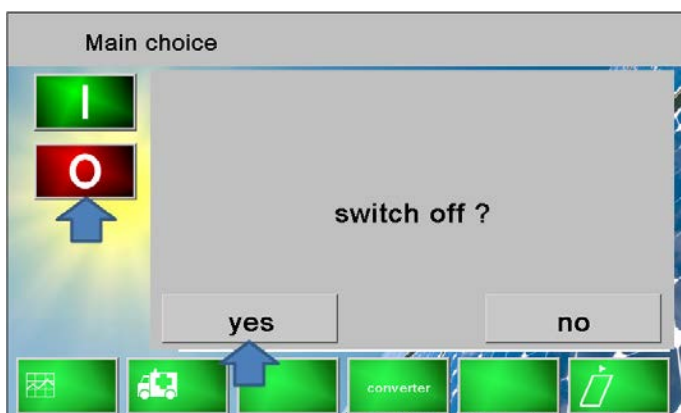 Main choice
I
O
switch off ?
yes no
converter